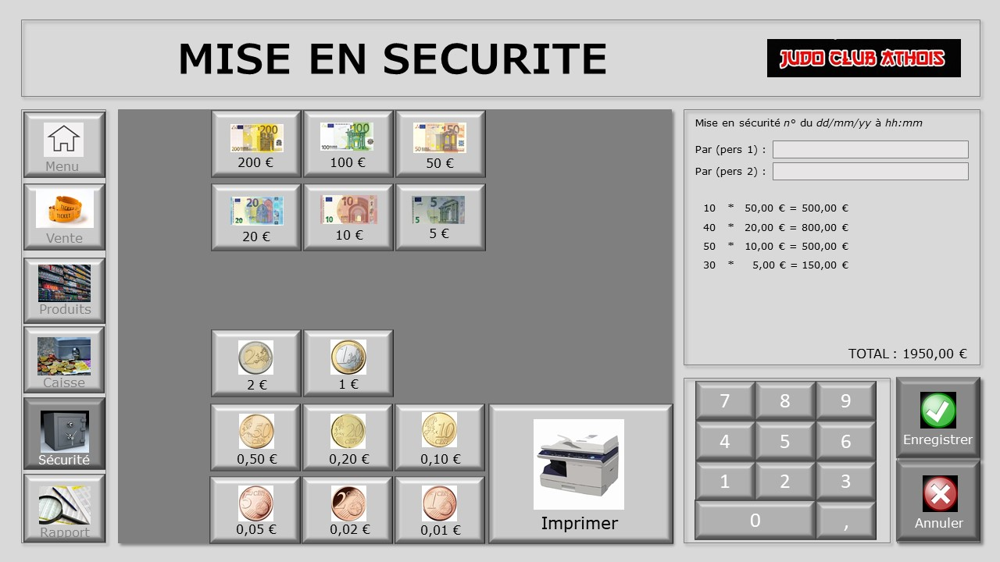 MISE EN SECURITE
JUDO CLUB ATHOIS
Menu
Vente
Produits
Caisse
Sécurité
Rapport
200 €
100 €
50 €
20 €
10 €
5 €
2 €
1 €
0,50 €
0,20 €
0,10 €
0,05 €
0,02 €
0,01 €
Imprimer
Mise en sécurité n° du dd/mm/yy à hh:mm
Par (pers 1) :
Par (pers 2) :
10 * 50,00 € = 500,00 €
40 * 20,00 € = 800,00 €
50 * 10,00 € = 500,00 €
30 * 5,00 € = 150,00 €
TOTAL : 1950,00 €
7 8 9
4 5 6
1 2 3
0 ,
Enregistrer
Annuler